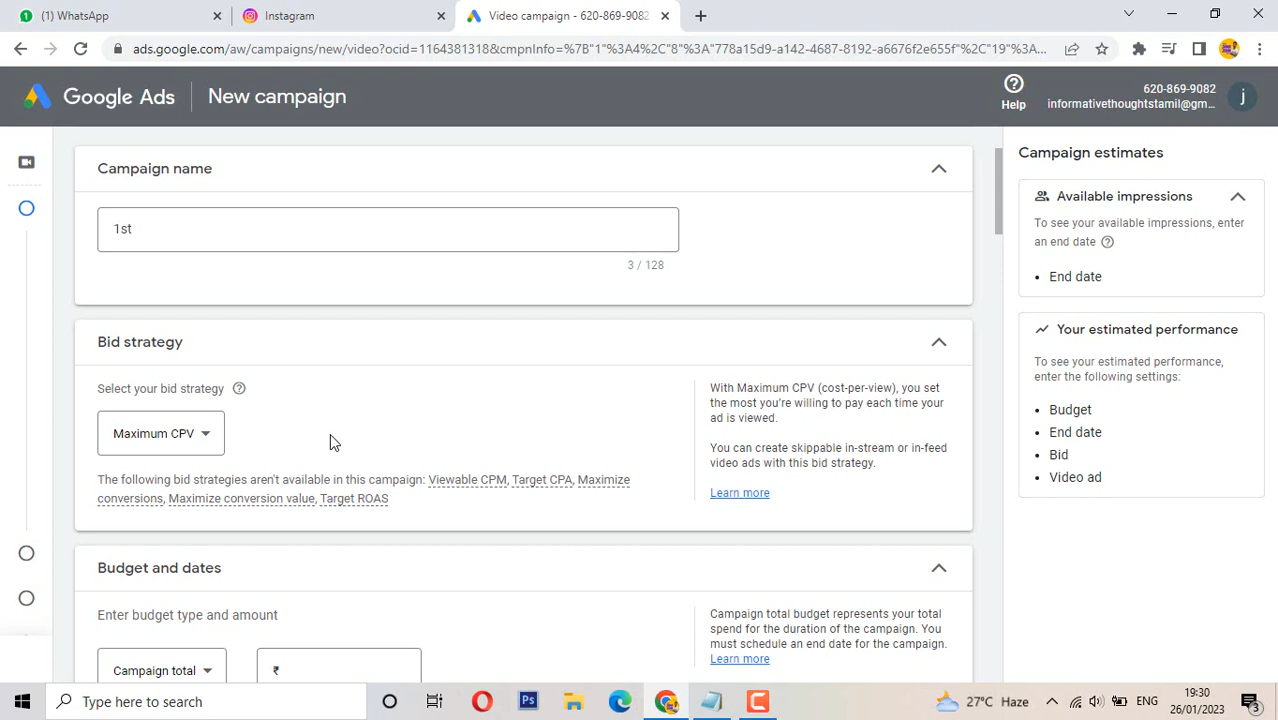 (1) WhatsApp
Instagram
Video campaign - 620-869-9082
ads.google.com/aw/campaigns/new/video?ocid=1164381318&cmpnInfo=%7B"1"%3A4%2C"8"%3A"778a15d9-a142-4687-8192-a6676f2e655f"%2C"19"%3A...
Google Ads
New campaign
Help
620-869-9082
informativethoughtstamil@gm...
j
Campaign name
1st
3 / 128
Bid strategy
Select your bid strategy
Maximum CPV
The following bid strategies aren't available in this campaign: Viewable CPM, Target CPA, Maximize
conversions, Maximize conversion value, Target ROAS
With Maximum CPV (cost-per-view), you set
the most you're willing to pay each time your
ad is viewed.
You can create skippable in-stream or in-feed
video ads with this bid strategy.
Learn more
Budget and dates
Enter budget type and amount
Campaign total
₹
Campaign total budget represents your total
spend for the duration of the campaign. You
must schedule an end date for the campaign.
Learn more
Campaign estimates
Available impressions
To see your available impressions, enter
an end date
• End date
Your estimated performance
To see your estimated performance,
enter the following settings:
• Budget
• End date
• Bid
• Video ad
Type here to search
Ps
27°C Haze
ENG
19:30
26/01/2023
3